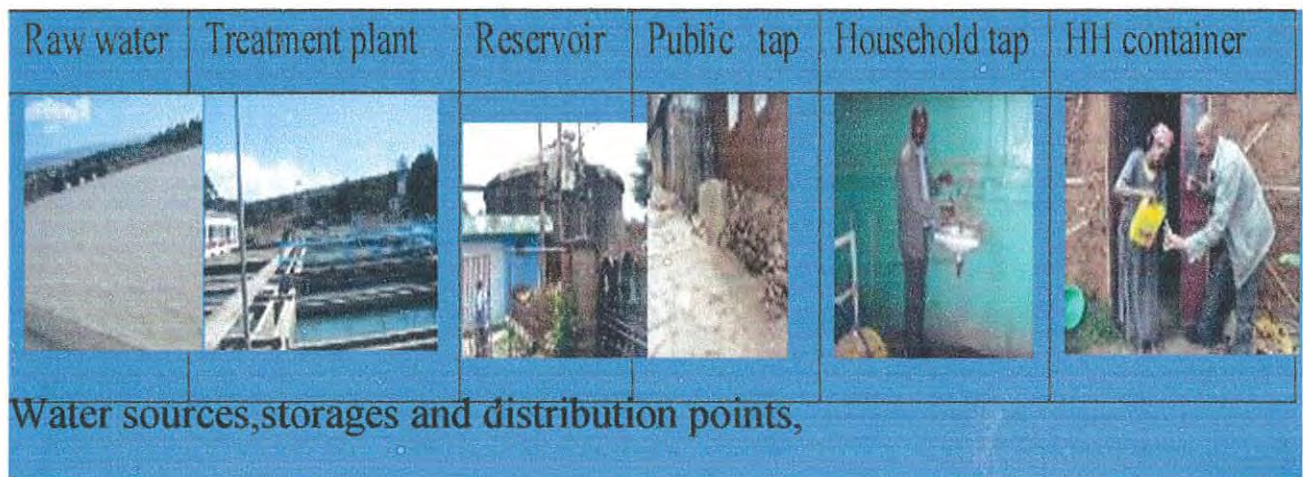 Raw water Treatment plant Reservoir Public tap Household tap HH container
Water sources,storages and distribution points,